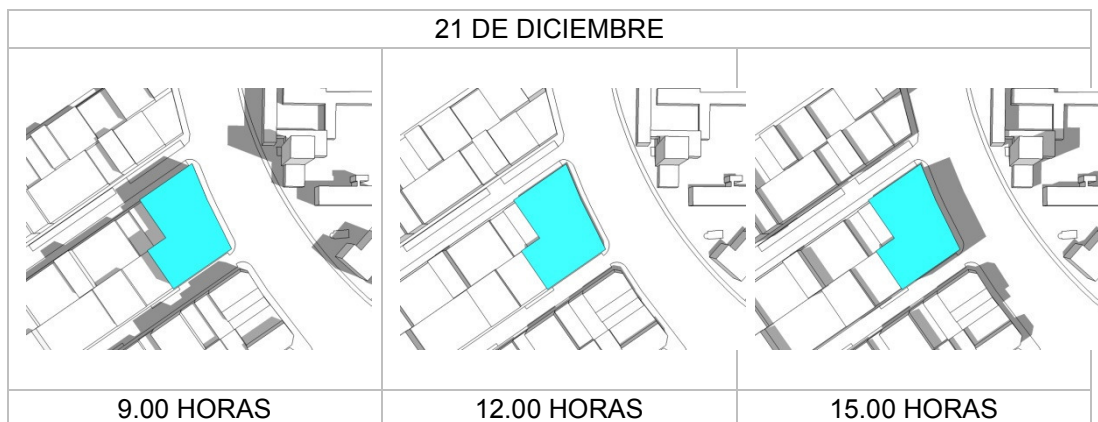 21 DE DICIEMBRE
9.00 HORAS
12.00 HORAS
15.00 HORAS